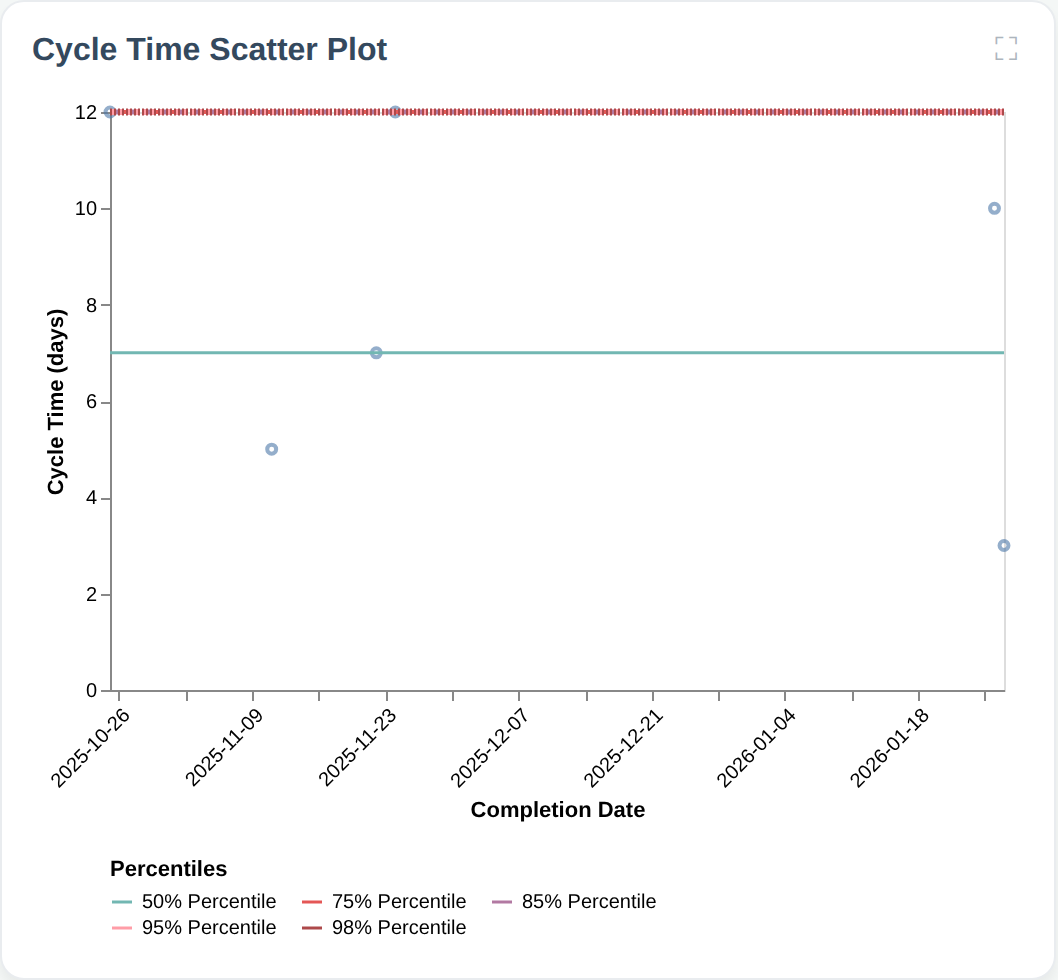 Cycle Time Scatter Plot
12
10
8
6
4
2
0
Cycle Time (days)
2025-10-26
2025-11-09
2025-11-23
2025-12-07
2025-12-21
2026-01-04
2026-01-18
Completion Date
Percentiles
50% Percentile 75% Percentile 85% Percentile
95% Percentile 98% Percentile